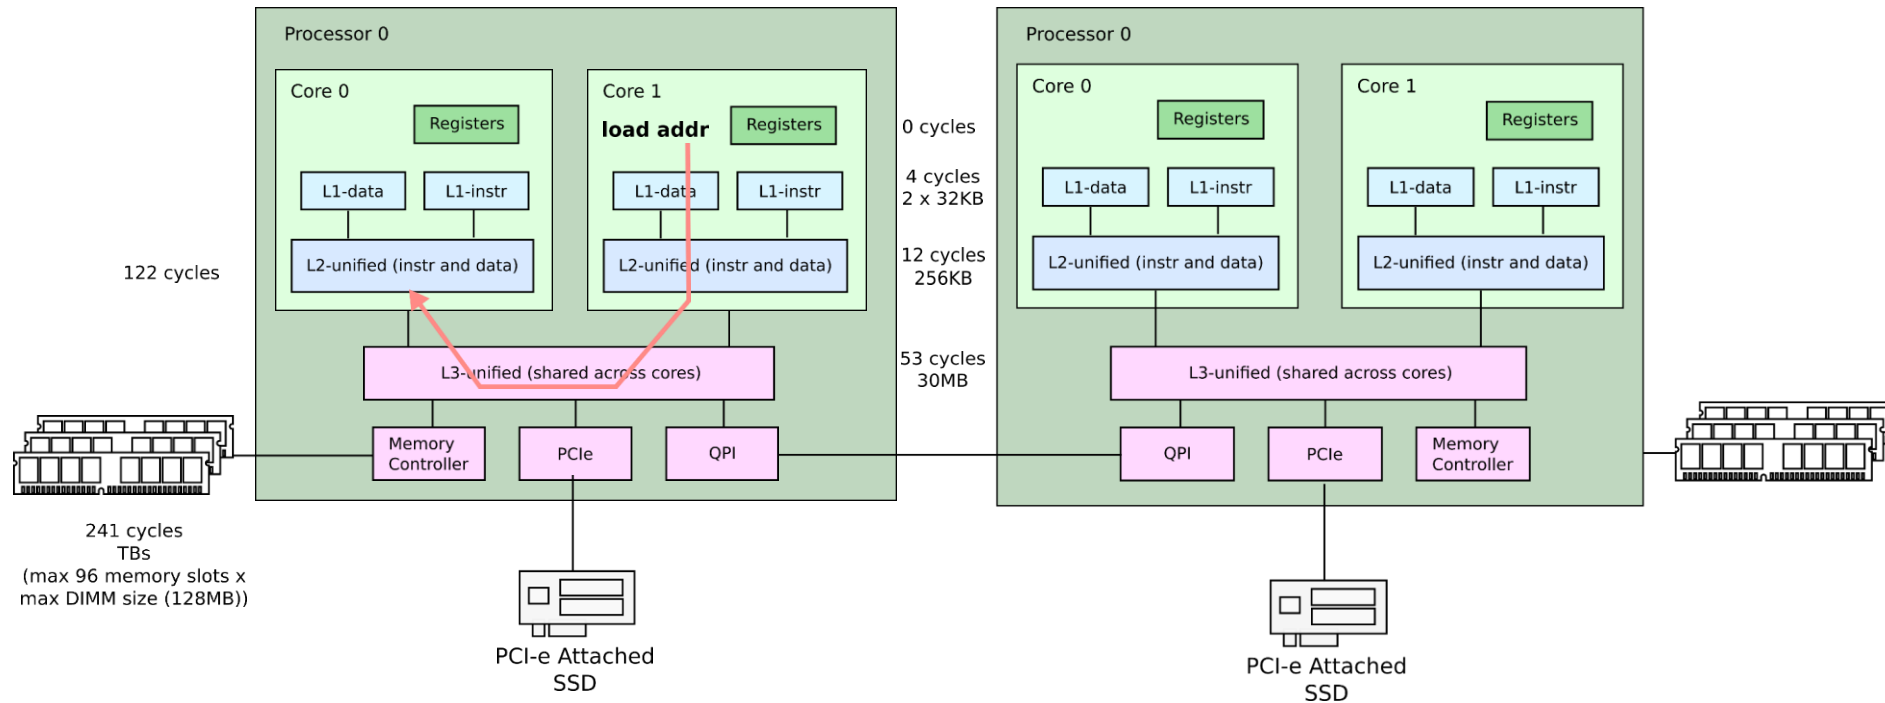 Processor 0
Core 0
Registers
L1-data
L1-instr
L2-unified (instr and data)
Core 1
load addr
Registers
L1-data
L1-instr
L2-unified (instr and data)
L3-unified (shared across cores)
Memory
Controller
PCIe
QPI
122 cycles
241 cycles
TBs
(max 96 memory slots x
max DIMM size (128MB))
PCI-e Attached
SSD
0 cycles
4 cycles
2 x 32KB
12 cycles
256KB
53 cycles
30MB
Processor 0
Core 0
Registers
L1-data
L1-instr
L2-unified (instr and data)
Core 1
Registers
L1-data
L1-instr
L2-unified (instr and data)
L3-unified (shared across cores)
QPI
PCIe
Memory
Controller
PCI-e Attached
SSD